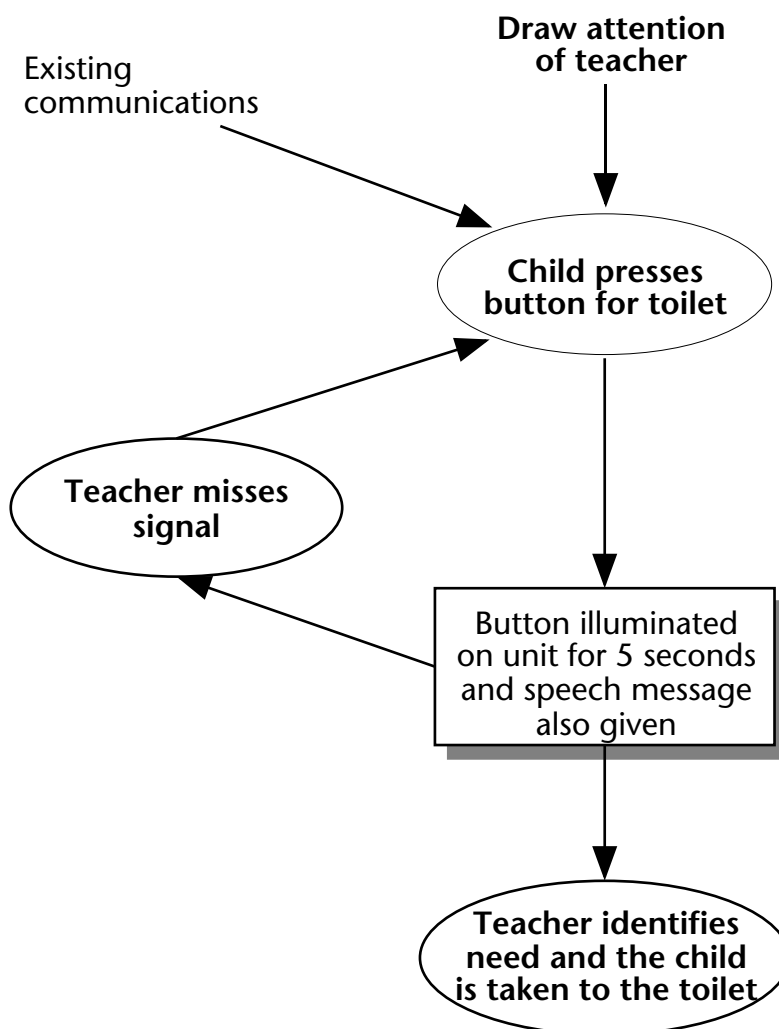 Draw attention
of teacher
Existing
communications
Child presses
button for toilet
Teacher misses
signal
Button illuminated
on unit for 5 seconds
and speech message
also given
Teacher identifies
need and the child
is taken to the toilet